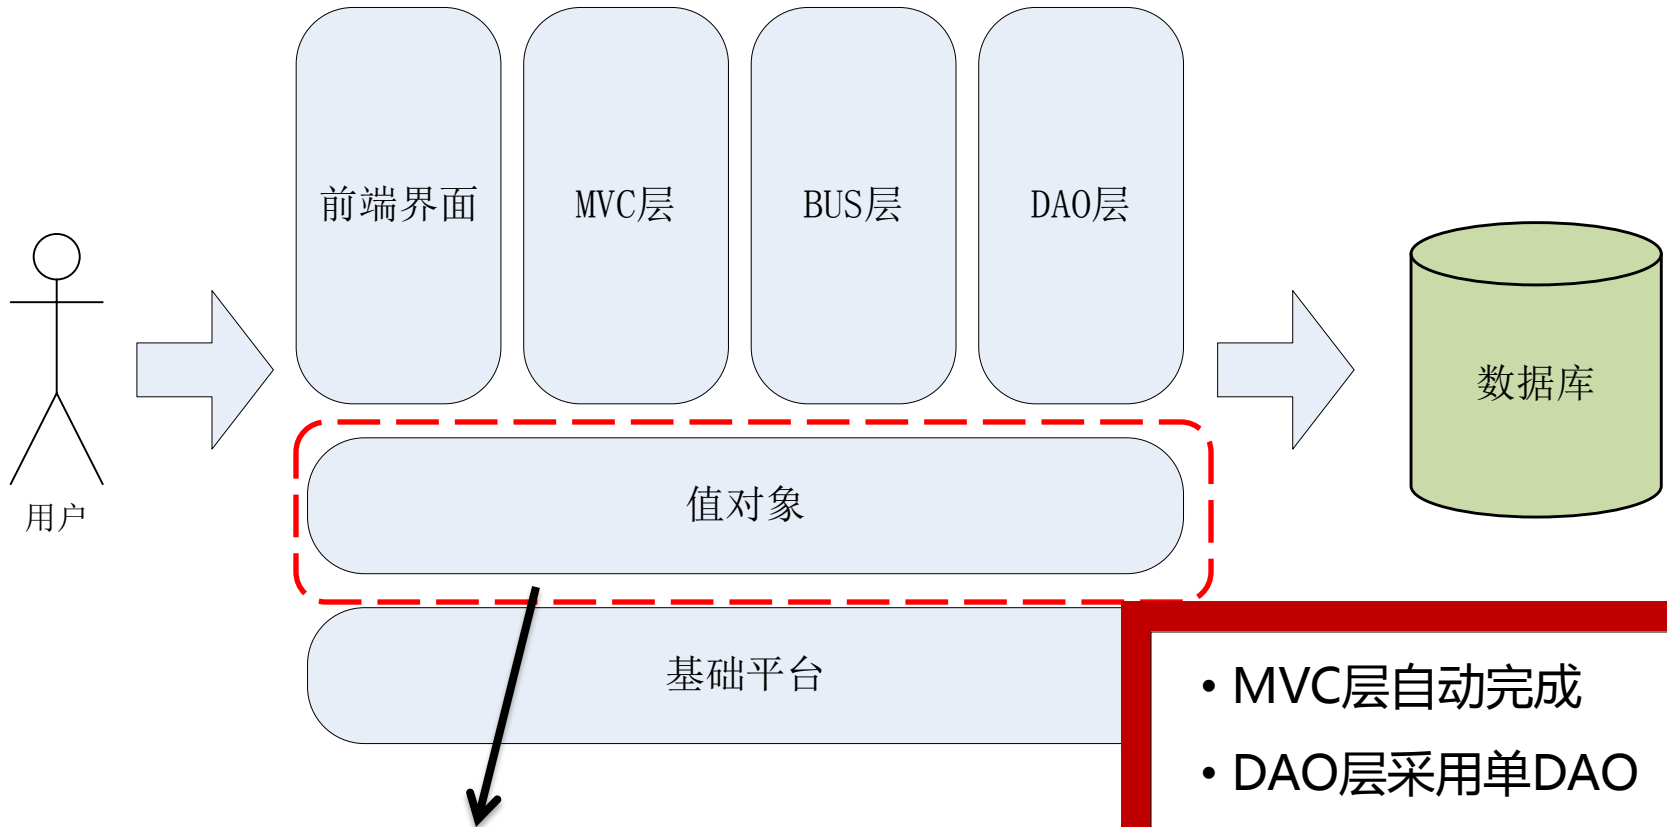 前端界面
MVC层
BUS层
DAO层
用户
数据库
值对象
基础平台
• MVC层自动完成
• DAO层采用单DAO